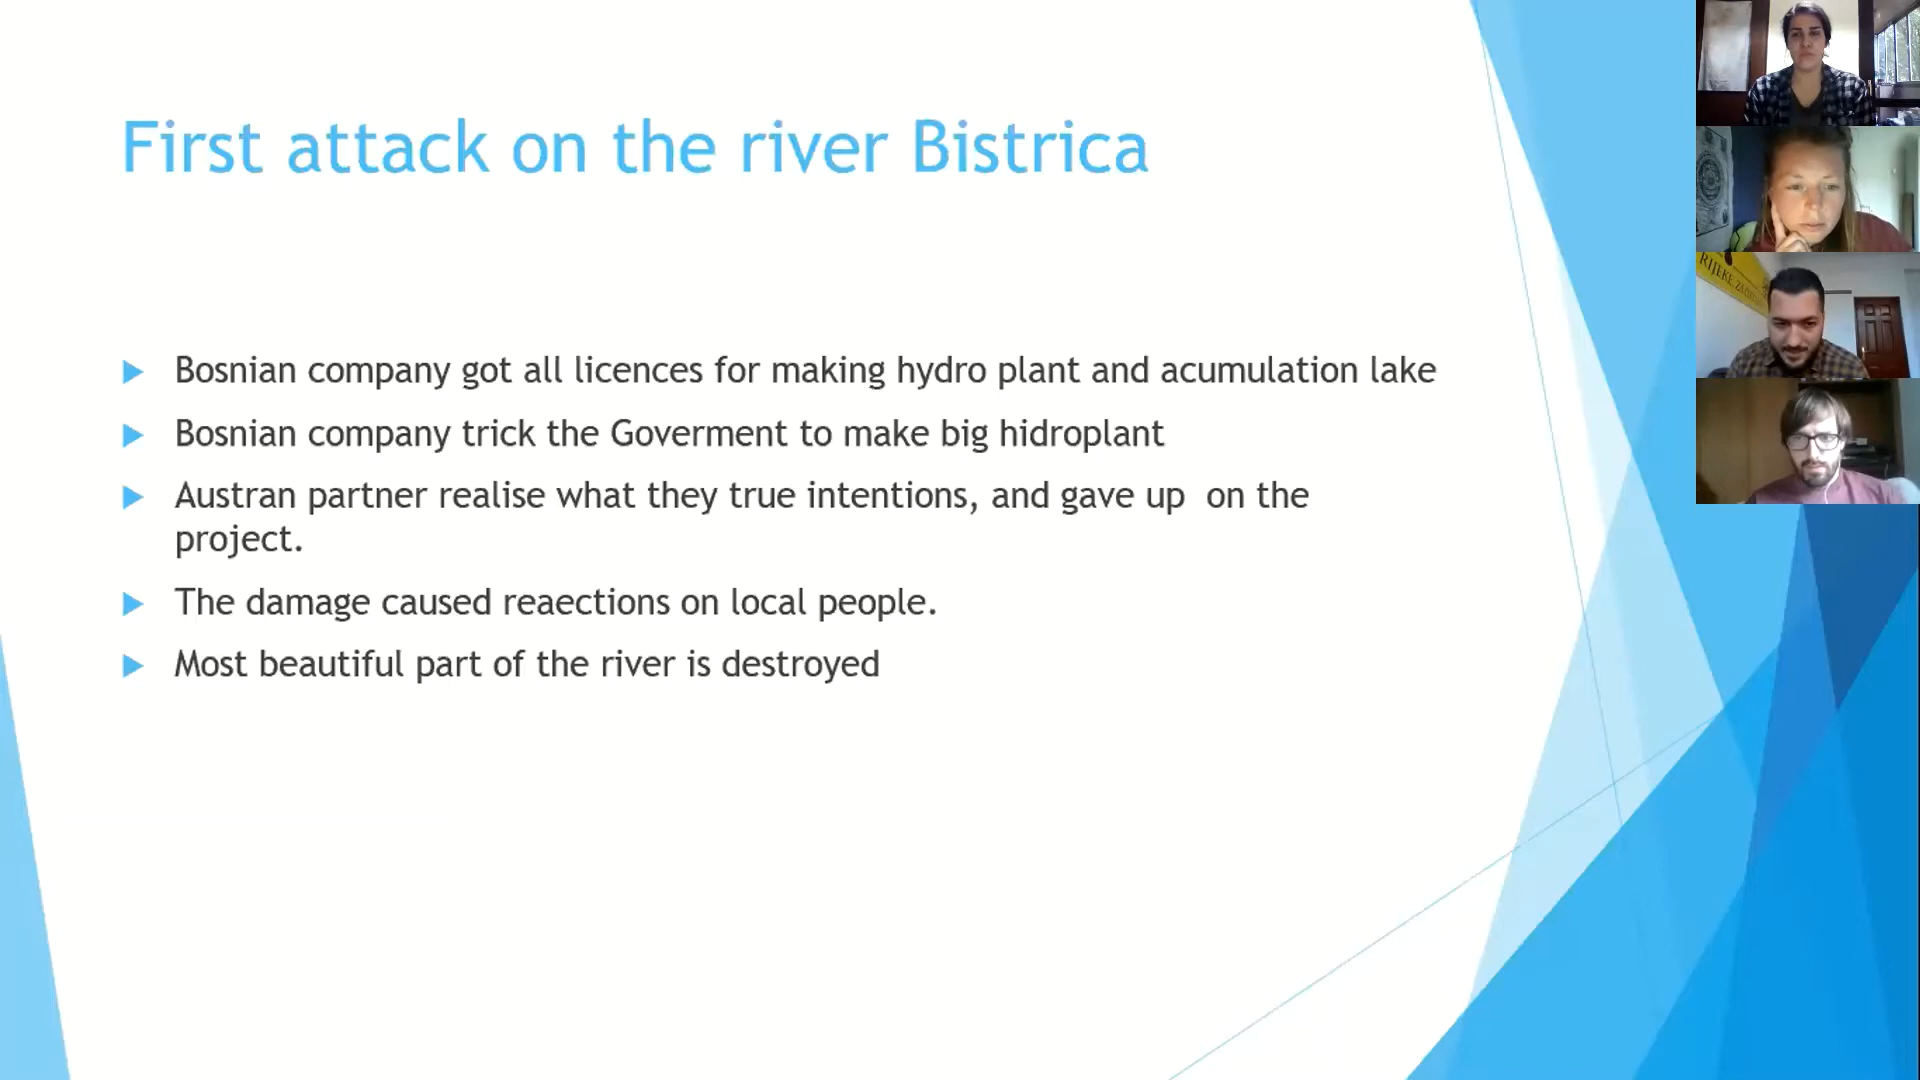 First attack on the river Bistrica
Bosnian company got all licences for making hydro plant and acumulation lake
Bosnian company trick the Goverment to make big hidroplant
Austran partner realise what they true intentions, and gave up on the
project.
The damage caused reaections on local people.
Most beautiful part of the river is destroyed
RIJEKE, ZA